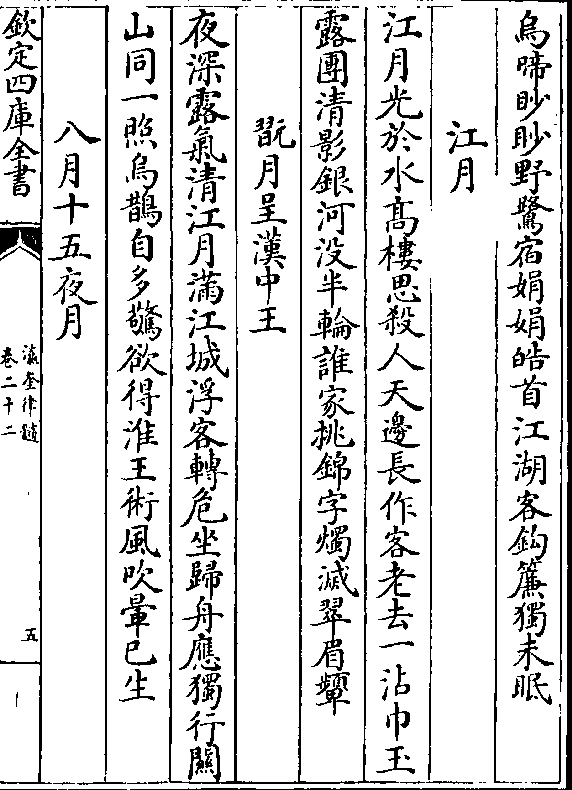 烏啼眇眇野鷺宿娟娟皓首江湖客鈎簾獨未眠
江月
江月光於水髙樓思殺人天邊長作客老去一沾巾玉
露團清影銀河没半輪誰家挑錦字燭滅翠眉顰
翫月呈漢中王
夜深露氣清江月滿江城浮客轉危坐歸舟應獨行闗
山同一照烏鵲自多驚欲得淮王術風吹暈已生
八月十五夜月
欽定四庫全書
瀛奎律髓
卷二十二
五